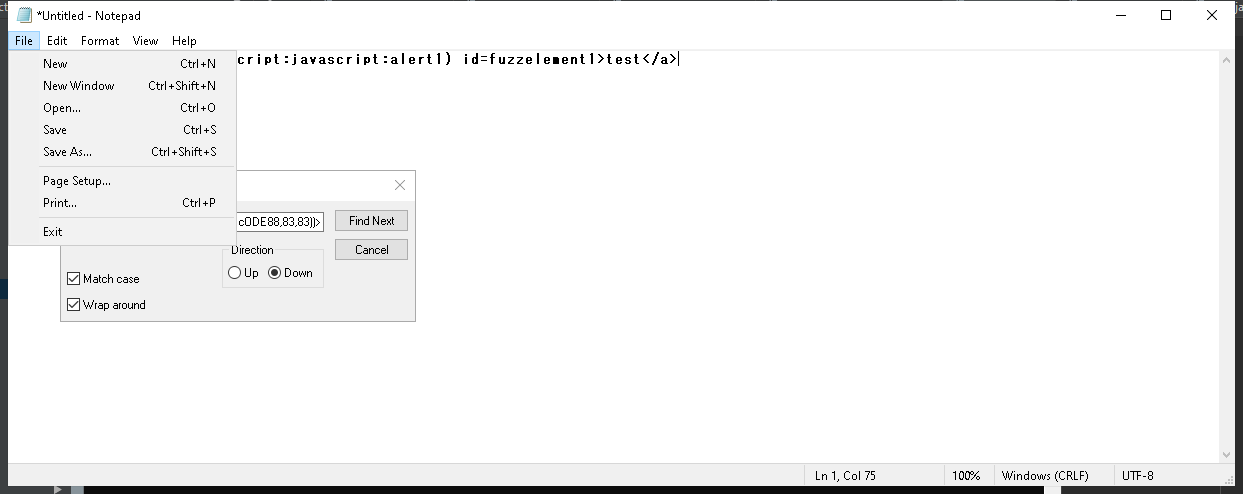 *Untitled - Notepad
File Edit Format View Help
cript:javascript:alert1) id=fuzzelement1>test</a>
New Ctrl+N
New Window Ctrl+Shift+N
Open... Ctrl+O
Save Ctrl+S
Save As... Ctrl+Shift+S
Page Setup...
Print... Ctrl+P
Exit
cODE88,83,83))>
Find Next
Direction
Cancel
Up Down
Match case
Wrap around
Ln 1, Col 75 100% Windows (CRLF) UTF-8